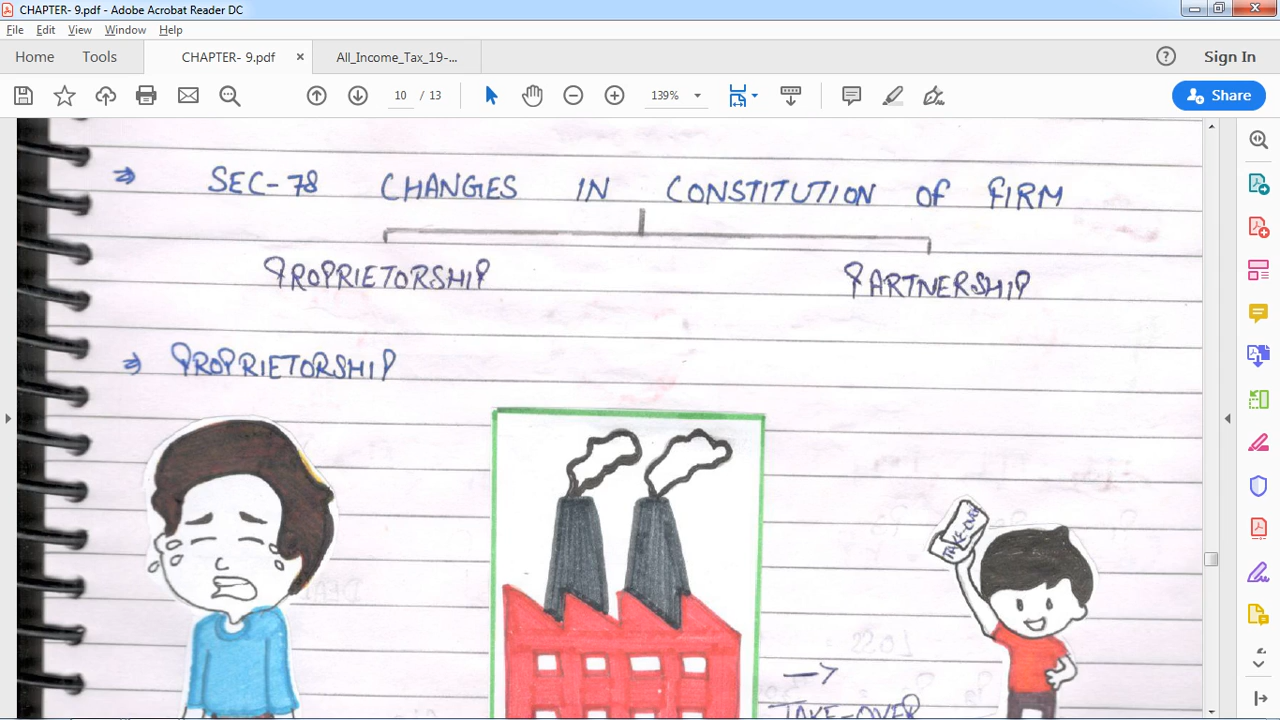 CHAPTER- 9.pdf - Adobe Acrobat Reader DC
File Edit View Window Help
Home Tools CHAPTER- 9.pdf × All_Income_Tax_19-... ? Sign In
10 / 13 139% Share
⇒ SEC-78 CHANGES IN CONSTITUTION Of FIRM
PROPRIETORSHIP PARTNERSHIP
⇒ PROPRIETORSHIP
TAKE-OVER
→
TAKE-OVER